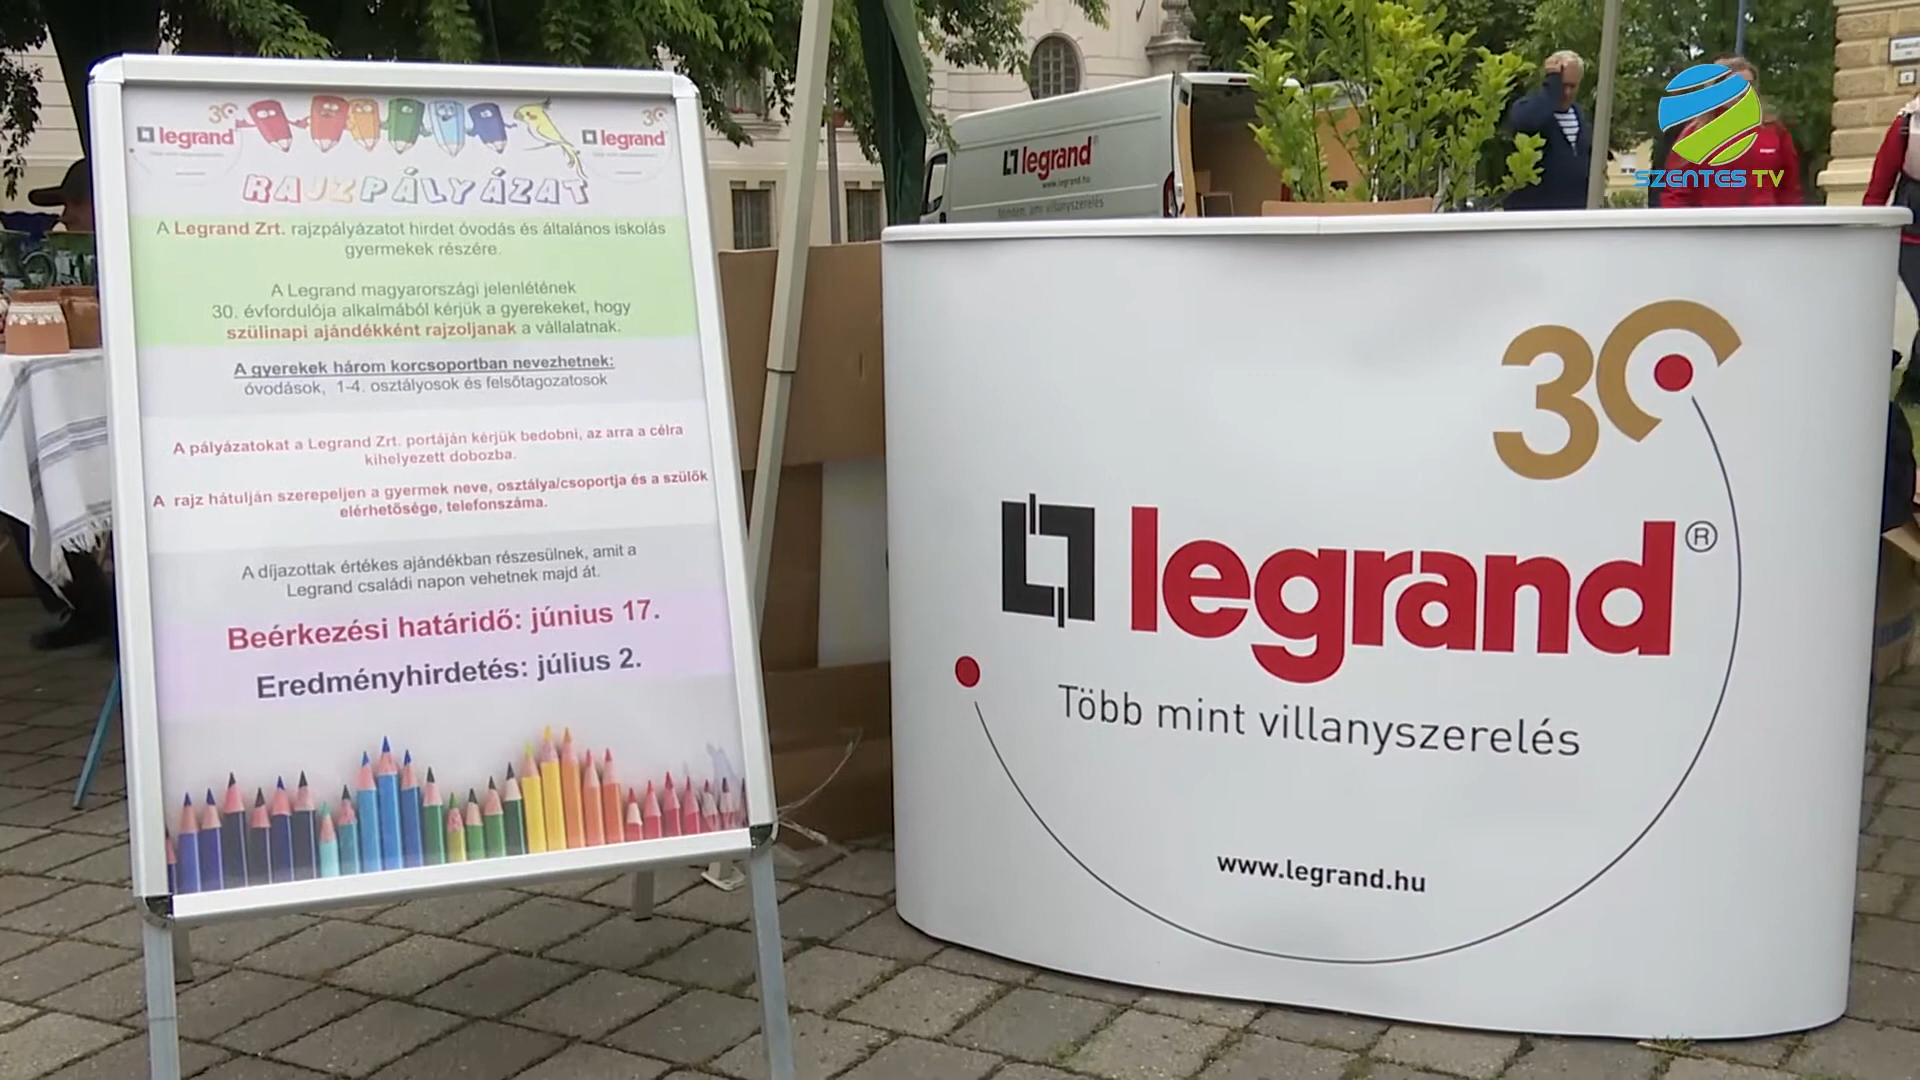 30
legrand
30
legrand
RAJZPÁLYÁZAT
A Legrand Zrt. rajzpályázatot hirdet óvodás és általános iskolás
gyermekek részére.
A Legrand magyarországi jelenlétének
30. évfordulója alkalmából kérjük a gyerekeket, hogy
szülinapi ajándékként rajzoljanak a vállalatnak.
A gyerekek három korcsoportban nevezhetnek:
óvodások, 1-4. osztályosok és felsőtagozatosok
A pályázatokat a Legrand Zrt. portáján kérjük bedobni, az arra a célra
kihelyezett dobozba.
A rajz hátulján szerepeljen a gyermek neve, osztálya/csoportja és a szülők
elérhetősége, telefonszáma.
A díjazottak értékes ajándékban részesülnek, amit a
Legrand családi napon vehetnek majd át.
Beérkezési határidő: június 17.
Eredményhirdetés: július 2.
legrand®
www.legrand.hu
Minden, ami villanyszerelés
SZENTES TV
30
legrand®
Több mint villanyszerelés
www.legrand.hu